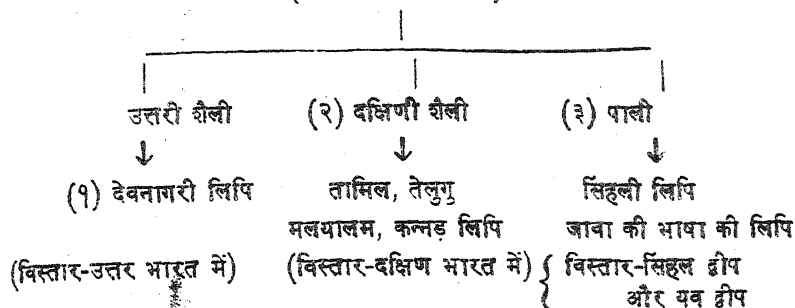 उत्तरी शैली (२) दक्षिणी शैली (३) पाली
(१) देवनागरी लिपि तामिल, तेलुगु सिंहली लिपि
मलयालम, कन्नड़ लिपि जावा की भाषा की लिपि
(विस्तार-उत्तर भारत में) (विस्तार-दक्षिण भारत में) { विस्तार-सिंहल द्वीप
और यव द्वीप